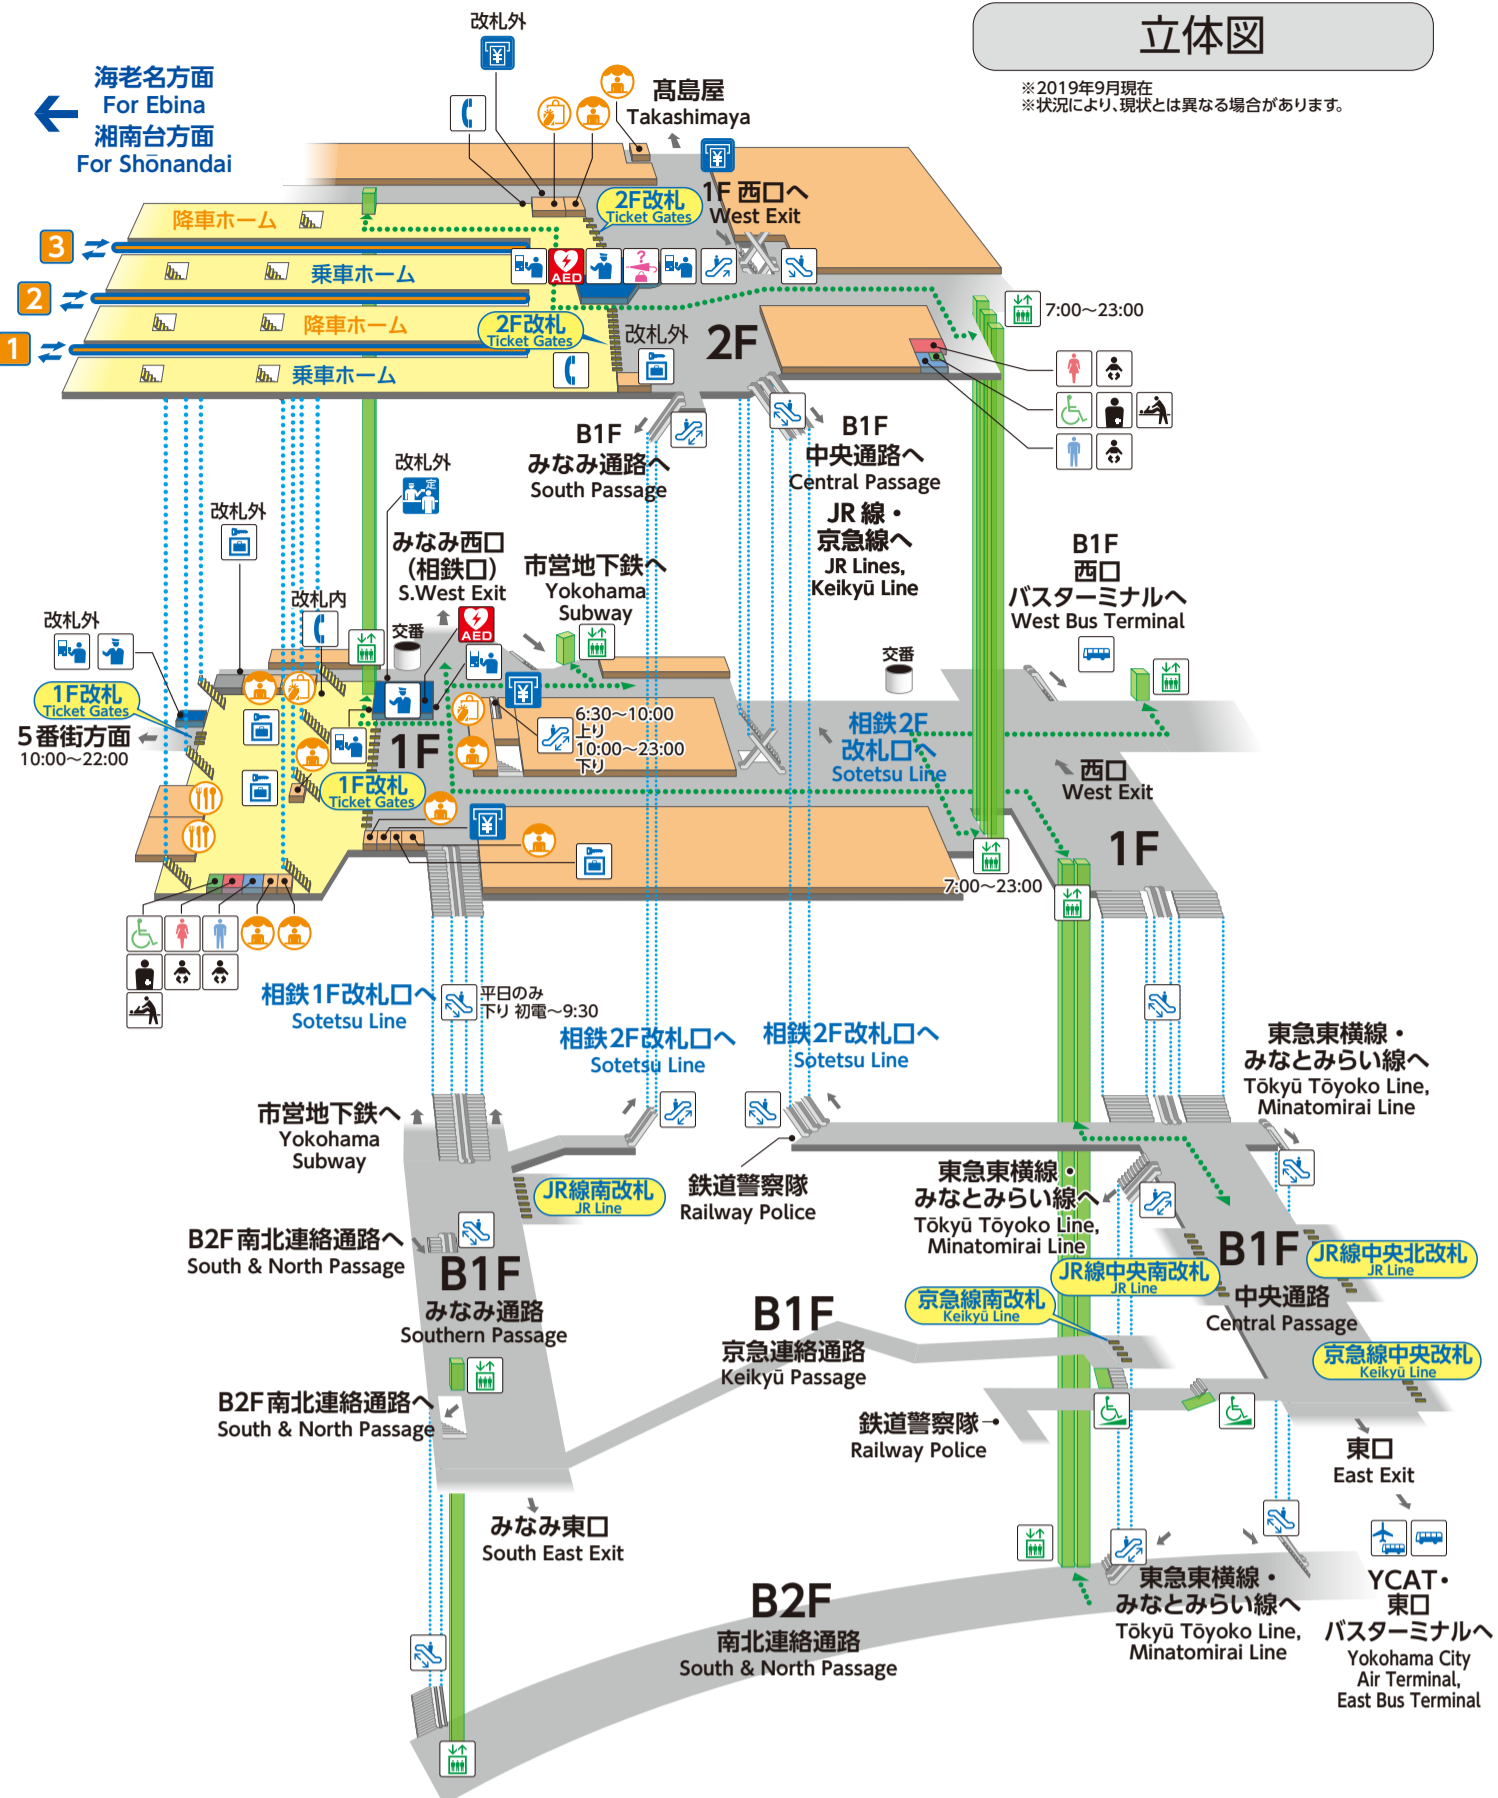 立体図
※2019年9月現在
※状況により、現状とは異なる場合があります。
海老名方面
For Ebina
湘南台方面
For Shōnandai
改札外
髙島屋
Takashimaya
2F改札
Ticket Gates
1F 西口へ
West Exit
降車ホーム
3
乗車ホーム
AED
?
2
降車ホーム
2F改札
Ticket Gates
改札外
2F
7:00〜23:00
1
乗車ホーム
B1F
みなみ通路へ
South Passage
B1F
中央通路へ
Central Passage
JR 線・
京急線へ
JR Lines,
Keikyū Line
改札外
定
改札外
みなみ西口
(相鉄口)
S.West Exit
市営地下鉄へ
Yokohama
Subway
B1F
西口
バスターミナルへ
West Bus Terminal
改札内
改札外
交番
AED
交番
1F改札
Ticket Gates
5番街方面
10:00〜22:00
6:30〜10:00
上り
10:00〜23:00
下り
1F
相鉄2F
改札口へ
Sotetsu Line
西口
West Exit
1F改札
Ticket Gates
1F
7:00〜23:00
相鉄1F改札口へ
Sotetsu Line
平日のみ
下り 初電〜9:30
相鉄2F改札口へ
Sotetsu Line
相鉄2F改札口へ
Sotetsu Line
東急東横線・
みなとみらい線へ
Tōkyū Tōyoko Line,
Minatomirai Line
市営地下鉄へ
Yokohama
Subway
JR線南改札
JR Line
鉄道警察隊
Railway Police
東急東横線・
みなとみらい線へ
Tōkyū Tōyoko Line,
Minatomirai Line
B2F 南北連絡通路へ
South & North Passage
B1F
みなみ通路
Southern Passage
B1F
中央通路
Central Passage
JR線中央北改札
JR Line
JR線中央南改札
JR Line
京急線南改札
Keikyū Line
B1F
京急連絡通路
Keikyū Passage
京急線中央改札
Keikyū Line
B2F 南北連絡通路へ
South & North Passage
鉄道警察隊
Railway Police
東口
East Exit
みなみ東口
South East Exit
B2F
南北連絡通路
South & North Passage
東急東横線・
みなとみらい線へ
Tōkyū Tōyoko Line,
Minatomirai Line
YCAT・
東口
バスターミナルへ
Yokohama City
Air Terminal,
East Bus Terminal